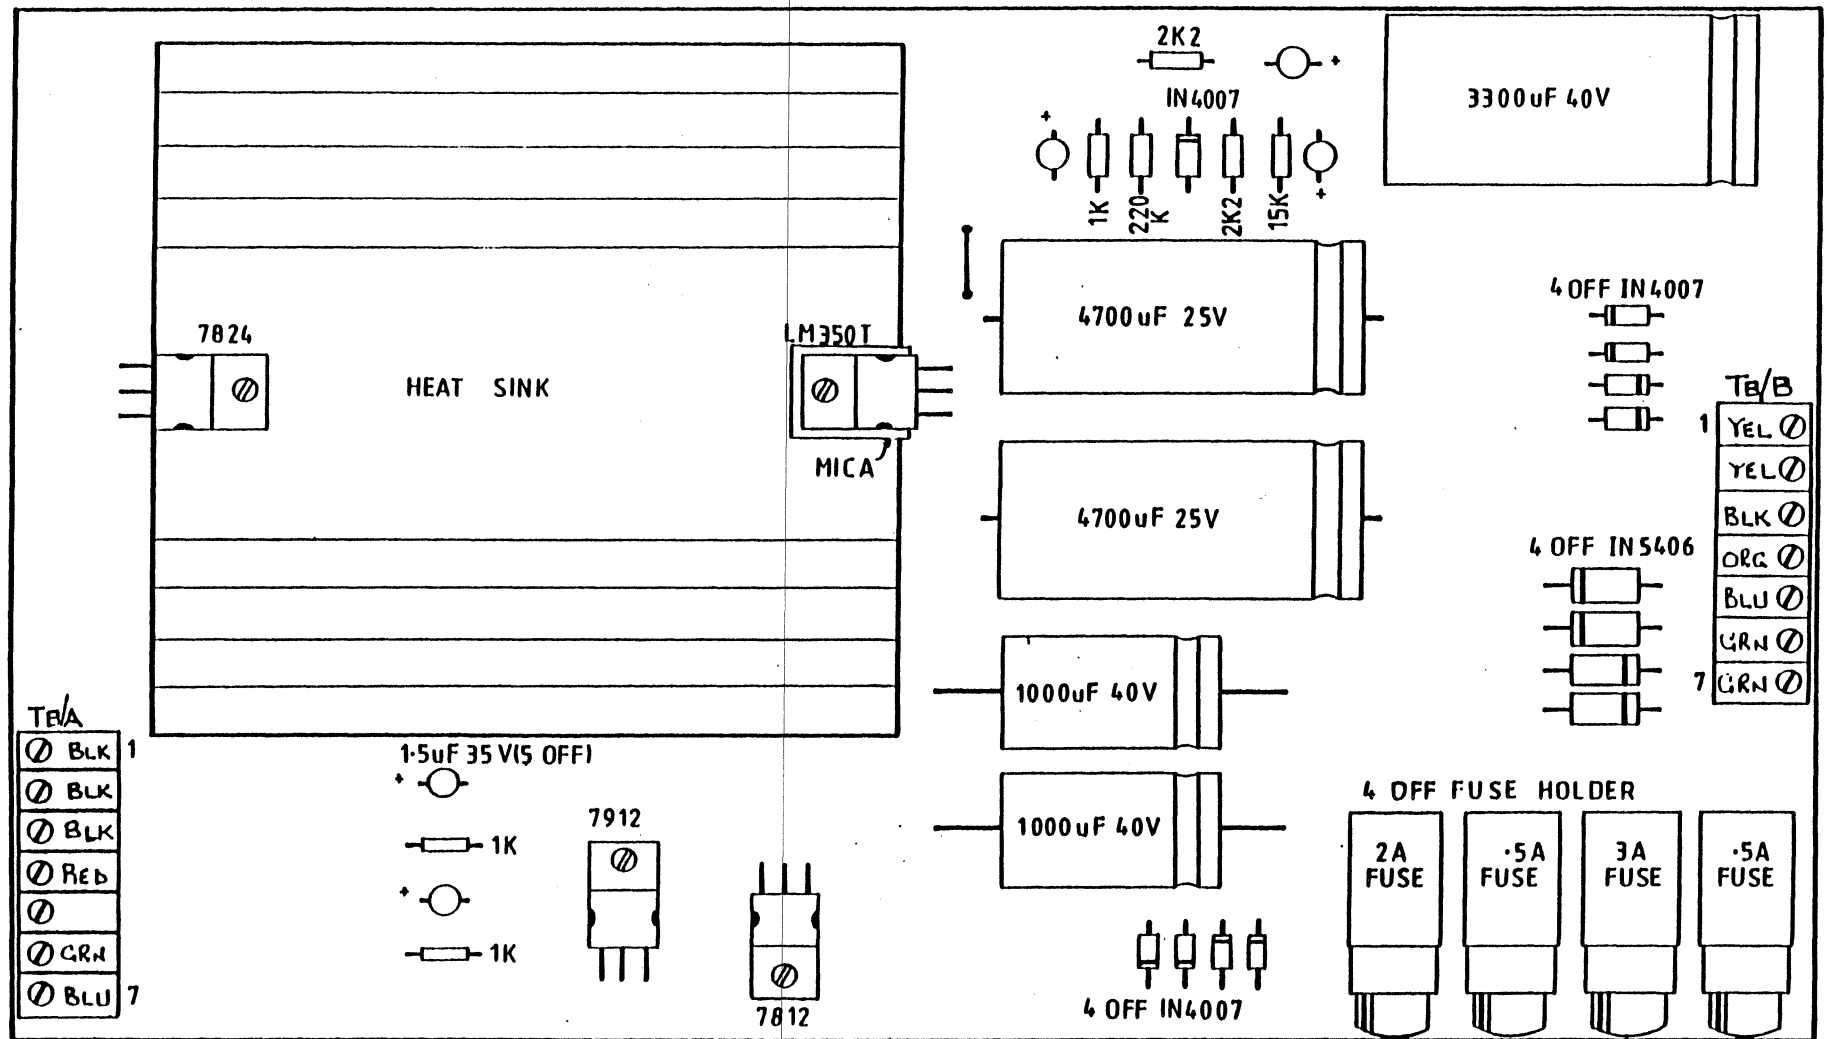 2K2
+
3300uF 40V
IN4007
+
1K
220
K
2K2
15K
+
4700uF 25V
4 OFF IN4007
7824
LM350T
HEAT SINK
MICA
TB/B
1 YEL
YEL
BLK
ORG
BLU
GRN
7 GRN
4700uF 25V
4 OFF IN5406
1000uF 40V
TB/A
BLK 1
BLK
BLK
RED
GRN
BLU 7
1.5uF 35V(5 OFF)
+
1K
+
1K
7912
7812
1000uF 40V
4 OFF FUSE HOLDER
2A
FUSE
.5A
FUSE
3A
FUSE
.5A
FUSE
4 OFF IN4007